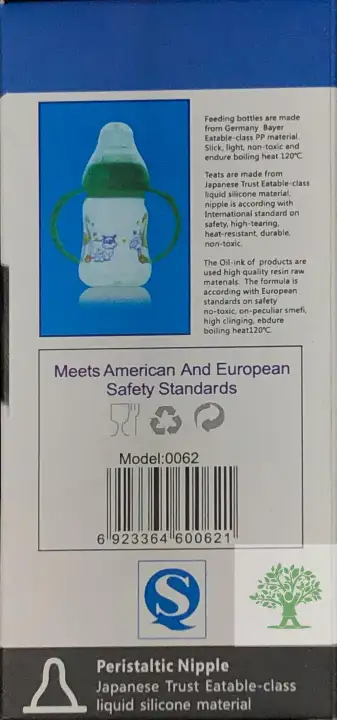 Feeding bottles are made
from Germany Bayer
Eatable-class PP material.
Slick, light, non-toxic and
endure boiling heat 120℃
Teats are made from
Japanese Trust Eatable-class
liquid silicone material,
nipple is according with
International standard on
safety, high-tearing,
heat-resistant, durable,
non-toxic.
The Oil-ink of products are
used high quality resin raw
materials. The formula is
according with European
standards on safety
no-toxic, on-peculiar smefi,
high clinging, ebdure
boiling heat120℃.
Meets American And European
Safety Standards
Model:0062
6 923364 600621
QS
Peristaltic Nipple
Japanese Trust Eatable-class
liquid silicone material